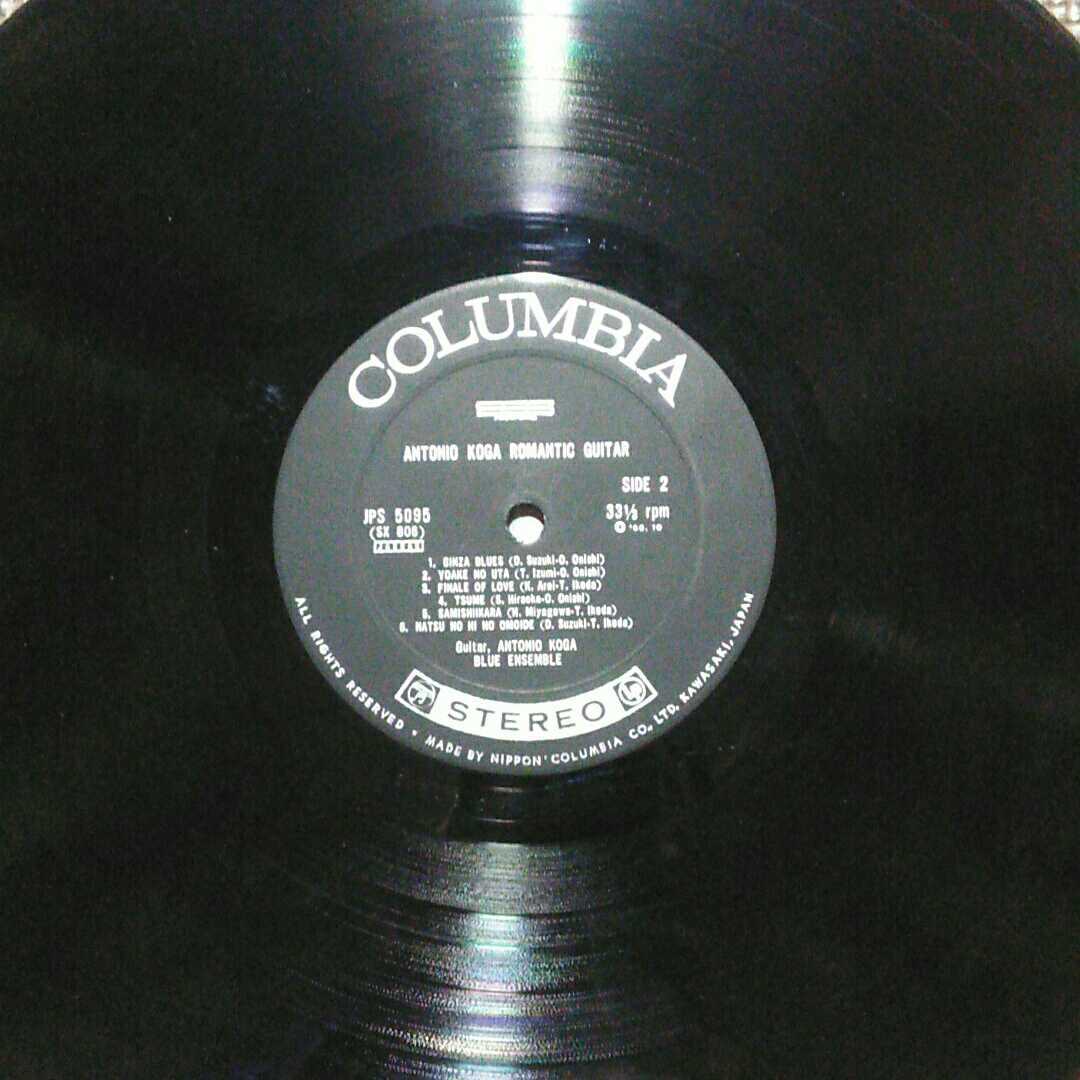 COLUMBIA
ANTONIO KOGA ROMANTIC GUITAR
SIDE 2
JPS 5095
33⅓ rpm
(SX 806)
1. GINZA BLUES (D. Suzuki-O. Onishi)
2. YOAKE NO UTA (T. Izumi-O. Onishi)
3. FINALE OF LOVE (K. Arai-T. Ikeda)
4. TSUME (S. Hiraoka-O. Onishi)
5. SAMISHIIKARA (H. Miyagawa-T. Ikeda)
6. NATSU NO HI NO OMOIDE (D. Suzuki-T. Ikeda)
Guitar, ANTONIO KOGA
BLUE ENSEMBLE
STEREO
ALL RIGHTS RESERVED • MADE BY NIPPON COLUMBIA CO., LTD. KAWASAKI, JAPAN